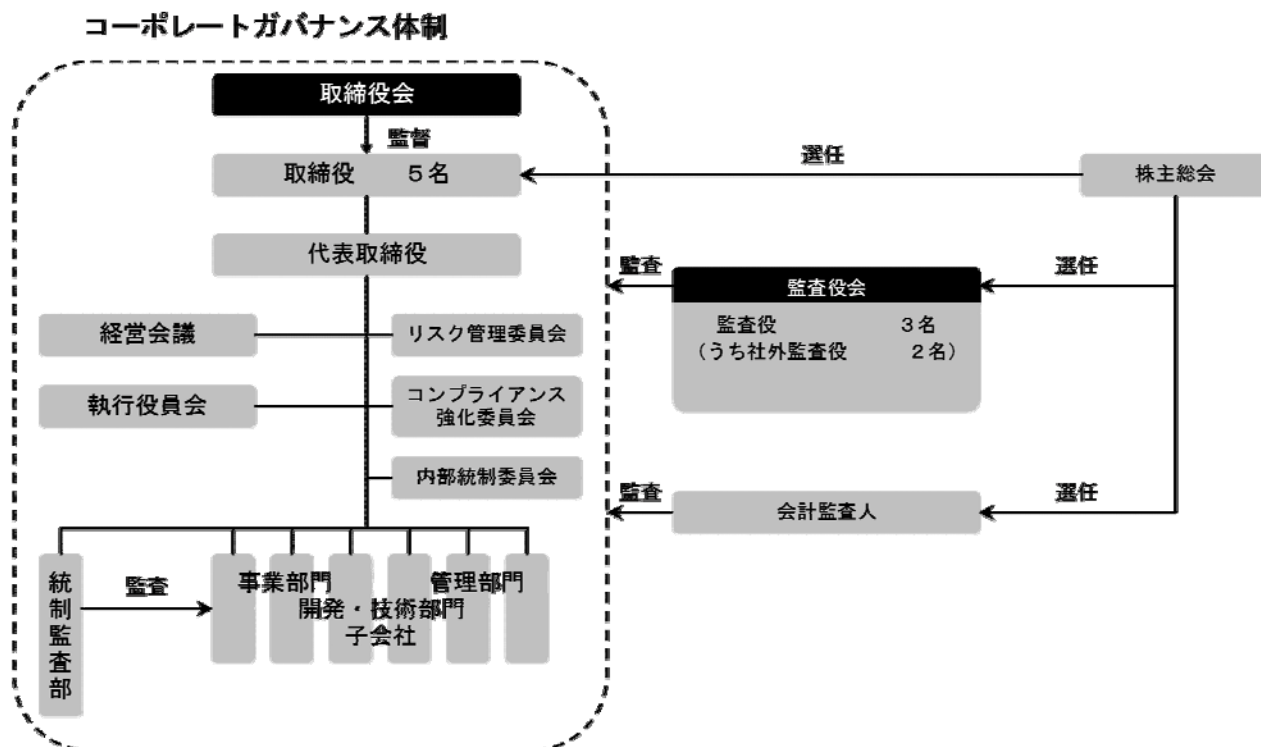 コーポレートガバナンス体制
取締役会
監督
取締役 5名
選任
株主総会
代表取締役
監査
選任
監査役会
監査役 3名
(うち社外監査役 2名)
経営会議
リスク管理委員会
執行役員会
コンプライアンス
強化委員会
内部統制委員会
監査
選任
会計監査人
統制監査部
監査
事業部門
管理部門
開発・技術部門
子会社